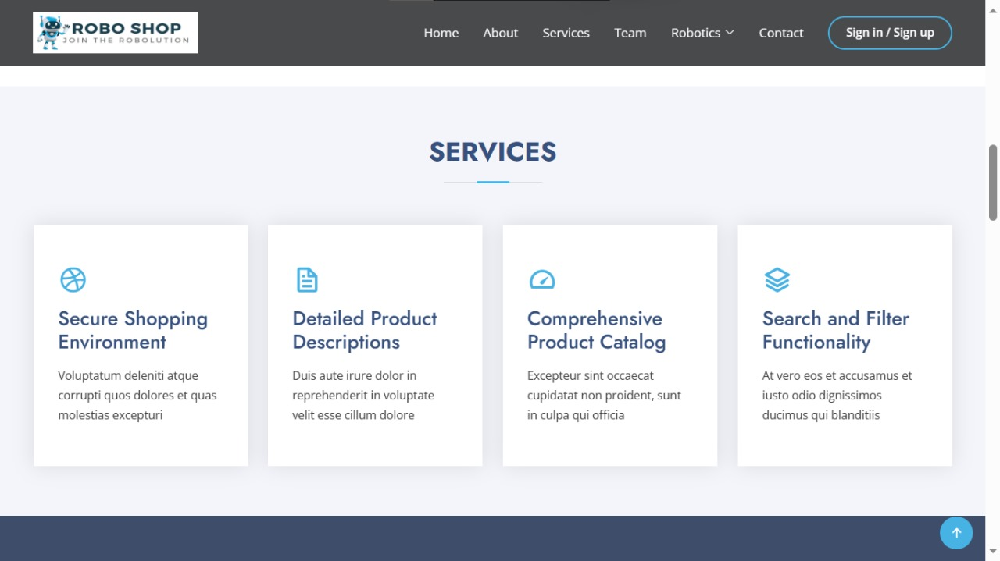 ROBO SHOP
JOIN THE ROBOLUTION
Home About Services Team Robotics Contact Sign in / Sign up
SERVICES
Secure Shopping
Environment
Voluptatum deleniti atque
corrupti quos dolores et quas
molestias excepturi
Detailed Product
Descriptions
Duis aute irure dolor in
reprehenderit in voluptate
velit esse cillum dolore
Comprehensive
Product Catalog
Excepteur sint occaecat
cupidatat non proident, sunt
in culpa qui officia
Search and Filter
Functionality
At vero eos et accusamus et
iusto odio dignissimos
ducimus qui blanditiis